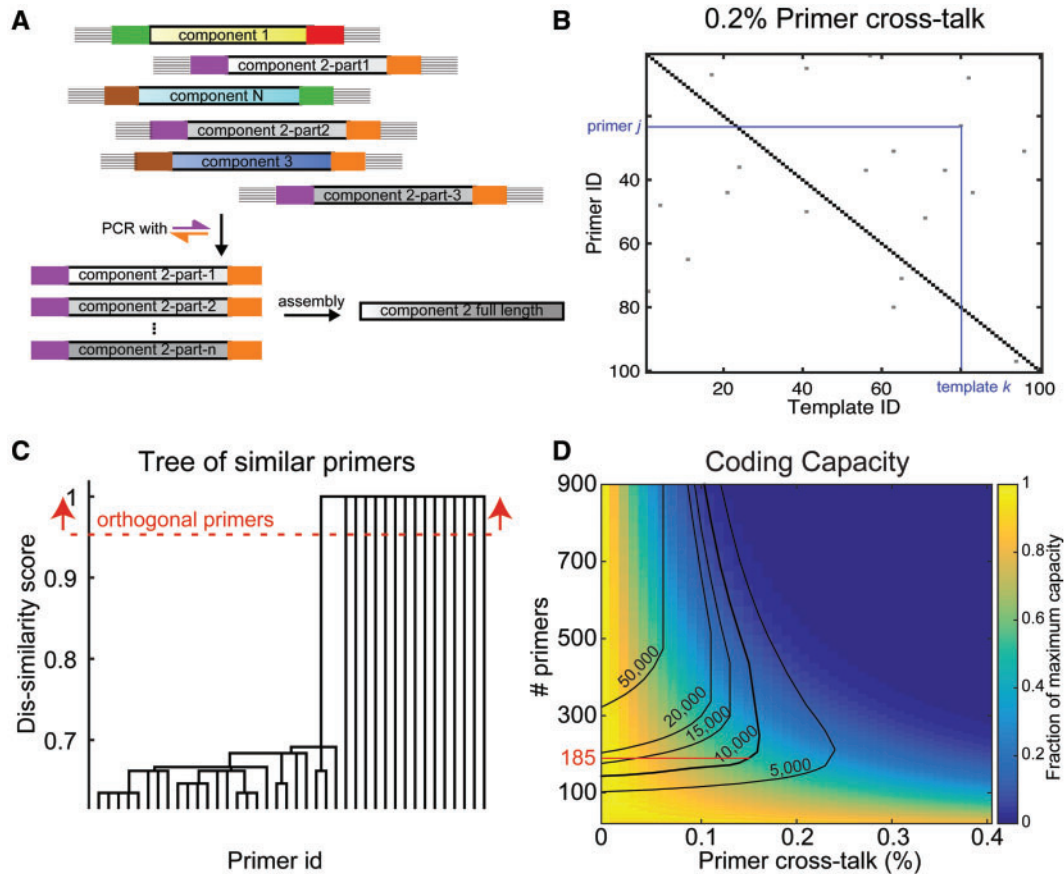 A
component 1
component 2-part1
component N
component 2-part2
component 3
component 2-part-3
PCR with
component 2-part-1
component 2-part-2
component 2-part-n
assembly
component 2 full length
B
0.2% Primer cross-talk
primer j
Primer ID
40
60
80
100
20
40
60
80
100
template k
Template ID
C
Tree of similar primers
1
orthogonal primers
0.9
0.8
0.7
Dis-similarity score
Primer id
D
Coding Capacity
900
700
500
300
185
100
# primers
50,000
20,000
15,000
10,000
5,000
0
0.1
0.2
0.3
0.4
Primer cross-talk (%)
1
0.8
0.6
0.4
0.2
0
Fraction of maximum capacity